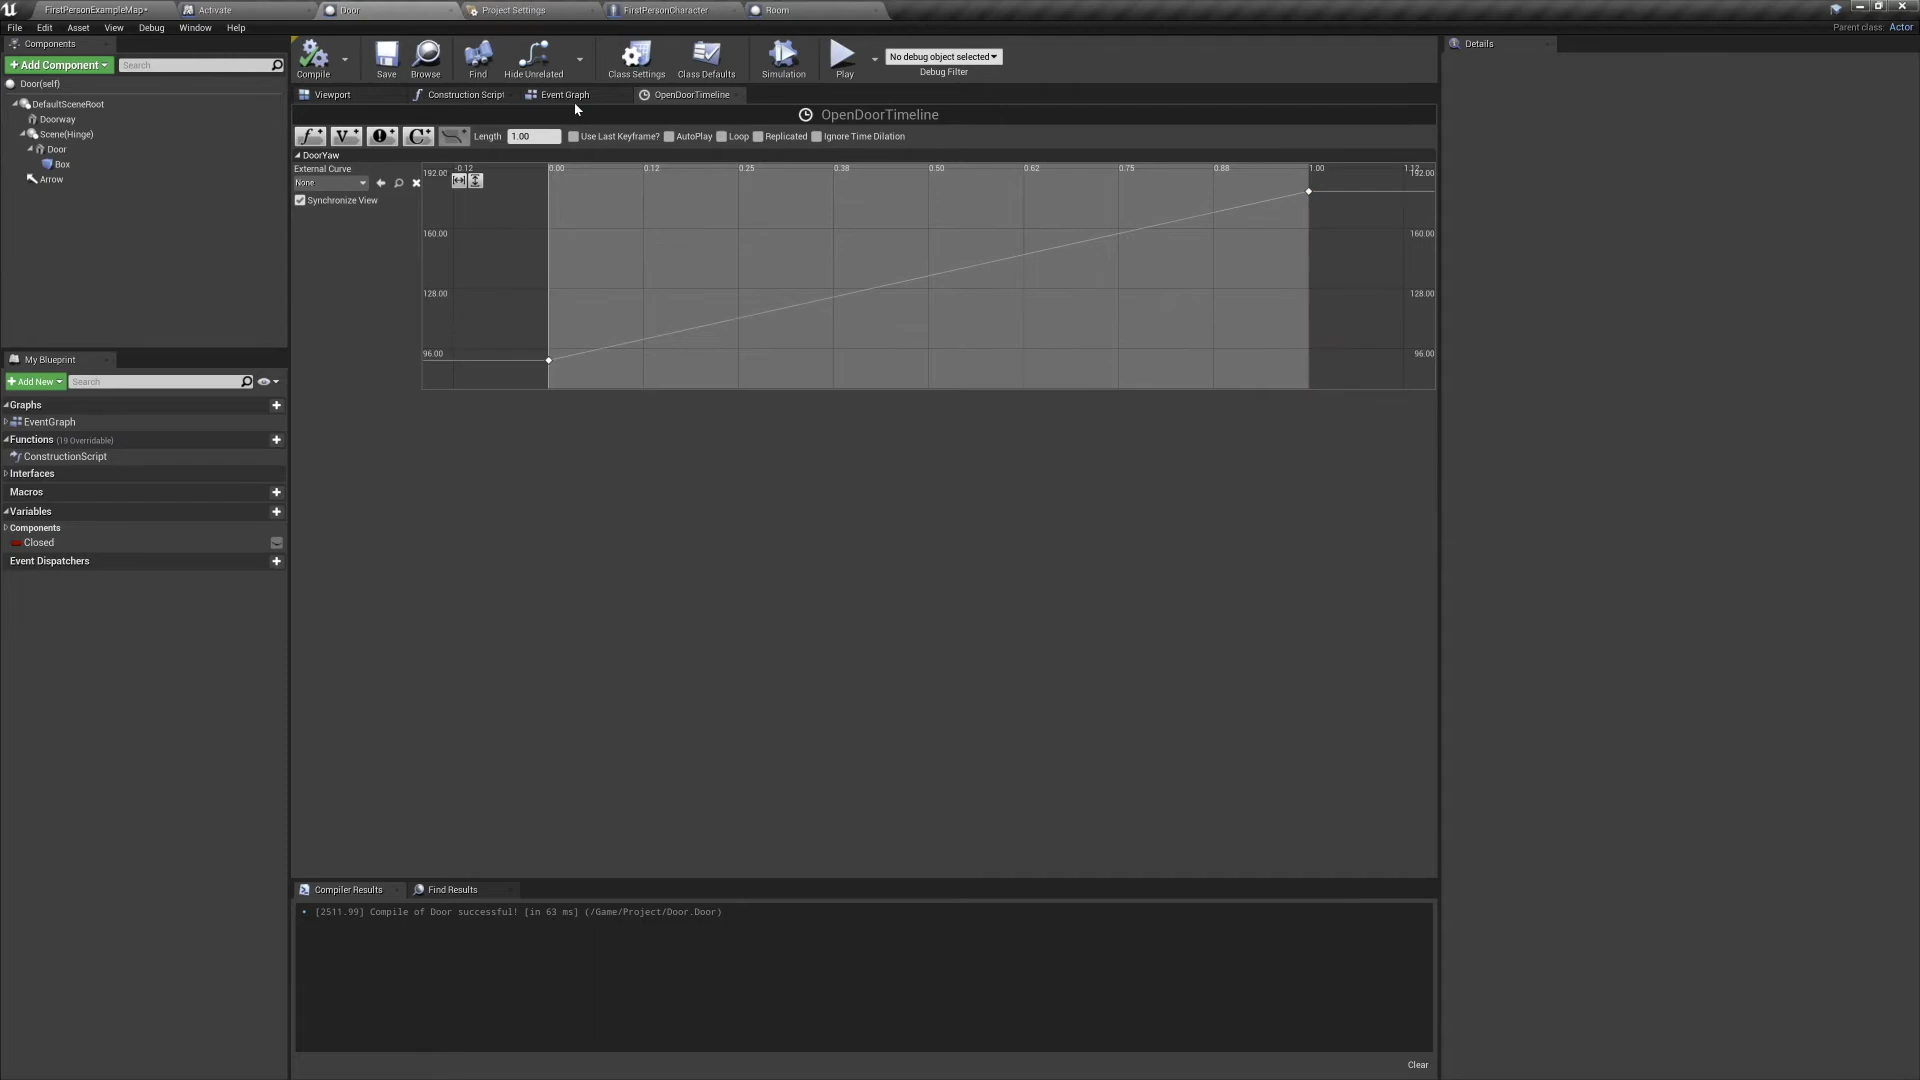 FirstPersonExampleMap*
Activate
Door
Project Settings
FirstPersonCharacter
Room
File Edit Asset View Debug Window Help
Parent class: Actor
Components
+ Add Component
Search
Door(self)
DefaultSceneRoot
Doorway
Scene(Hinge)
Door
Box
Arrow
My Blueprint
+ Add New
Search
Graphs
EventGraph
Functions (19 Overridable)
ConstructionScript
Interfaces
Macros
Variables
Components
Closed
Event Dispatchers
Compile
Save
Browse
Find
Hide Unrelated
Class Settings
Class Defaults
Simulation
Play
No debug object selected
Debug Filter
Viewport
Construction Script
Event Graph
OpenDoorTimeline
OpenDoorTimeline
Length 1.00 Use Last Keyframe? AutoPlay Loop Replicated Ignore Time Dilation
DoorYaw
External Curve
None
Synchronize View
-0.12 0.00 0.12 0.25 0.38 0.50 0.62 0.75 0.88 1.00 1.12
192.00 192.00
160.00 160.00
128.00 128.00
96.00 96.00
Compiler Results
Find Results
[2511.99] Compile of Door successful! [in 63 ms] (/Game/Project/Door.Door)
Clear
Details